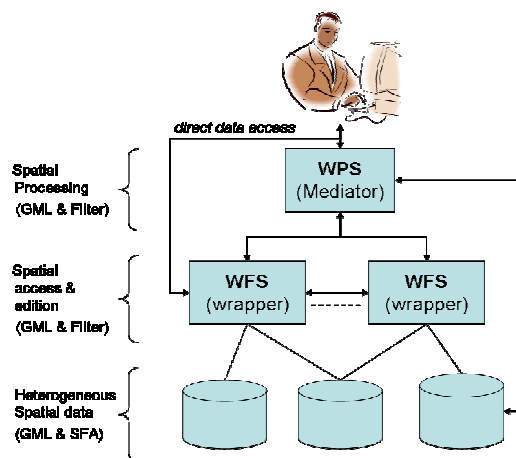 direct data access
WPS
(Mediator)
Spatial
Processing
(GML & Filter)
Spatial
access &
edition
(GML & Filter)
WFS
(wrapper)
WFS
(wrapper)
Heterogeneous
Spatial data
(GML & SFA)